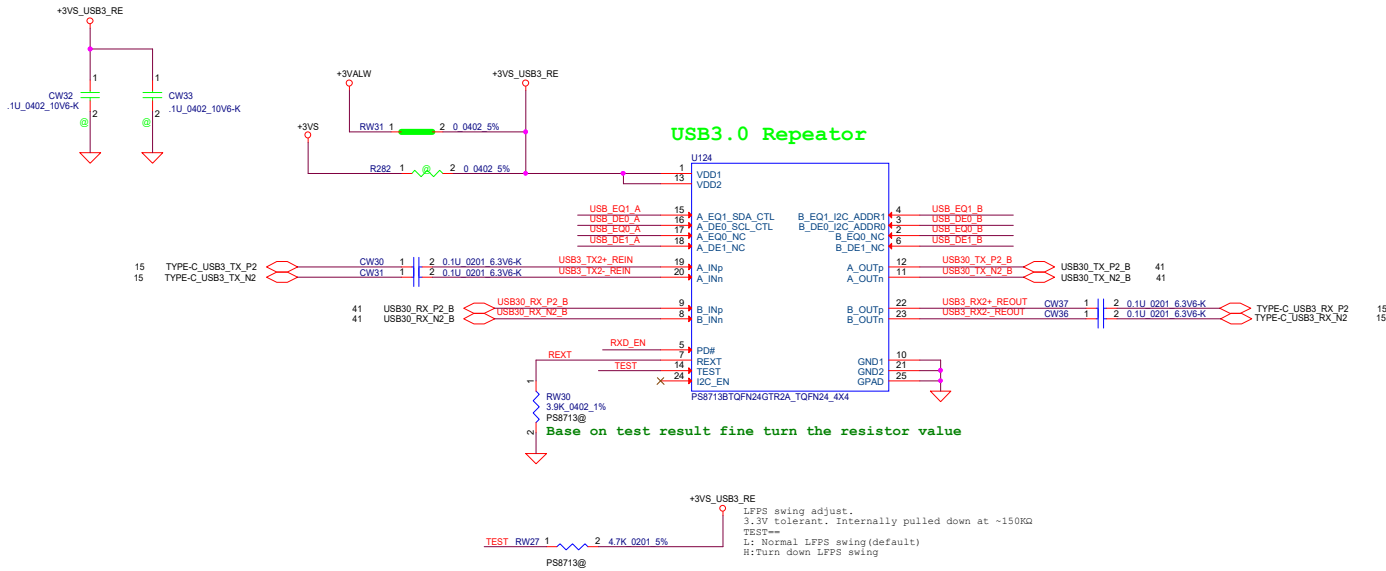 +3VS_USB3_RE
1 1
CW32 CW33
.1U_0402_10V6-K .1U_0402_10V6-K
2 2
@ @
+3VALW +3VS_USB3_RE
RW31 1 2 0_0402_5%
+3VS
R282 1 @ 2 0_0402_5%
USB3.0 Repeator
U124
1 VDD1
13 VDD2
USB_EQ1_A 15 A_EQ1_SDA_CTL B_EQ1_I2C_ADDR1 4 USB_EQ1_B
USB_DE0_A 16 A_DE0_SCL_CTL B_DE0_I2C_ADDR0 3 USB_DE0_B
USB_EQ0_A 17 A_EQ0_NC B_EQ0_NC 2 USB_EQ0_B
USB_DE1_A 18 A_DE1_NC B_DE1_NC 6 USB_DE1_B
15 TYPE-C_USB3_TX_P2 CW30 1 2 0.1U_0201_6.3V6-K USB3_TX2+_REIN 19 A_INp A_OUTp 12 USB30_TX_P2_B USB30_TX_P2_B 41
15 TYPE-C_USB3_TX_N2 CW31 1 2 0.1U_0201_6.3V6-K USB3_TX2-_REIN 20 A_INn A_OUTn 11 USB30_TX_N2_B USB30_TX_N2_B 41
41 USB30_RX_P2_B USB30_RX_P2_B 9 B_INp B_OUTp 22 USB3_RX2+_REOUT CW37 1 2 0.1U_0201_6.3V6-K TYPE-C_USB3_RX_P2 15
41 USB30_RX_N2_B USB30_RX_N2_B 8 B_INn B_OUTn 23 USB3_RX2-_REOUT CW36 1 2 0.1U_0201_6.3V6-K TYPE-C_USB3_RX_N2 15
RXD_EN 5 PD#
REXT 7 REXT GND1 10
TEST 14 TEST GND2 21
24 I2C_EN GPAD 25
PS8713BTQFN24GTR2A_TQFN24_4X4
1
RW30
3.9K_0402_1%
PS8713@
2
Base on test result fine turn the resistor value
+3VS_USB3_RE
TEST RW27 1 2 4.7K_0201_5%
PS8713@
LFPS swing adjust.
3.3V tolerant. Internally pulled down at ~150KΩ
TEST==
L: Normal LFPS swing(default)
H:Turn down LFPS swing